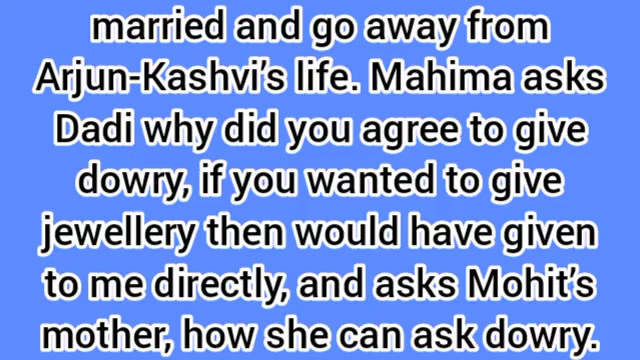 married and go away from
Arjun-Kashvi's life. Mahima asks
Dadi why did you agree to give
dowry, if you wanted to give
jewellery then would have given
to me directly, and asks Mohit's
mother, how she can ask dowry.